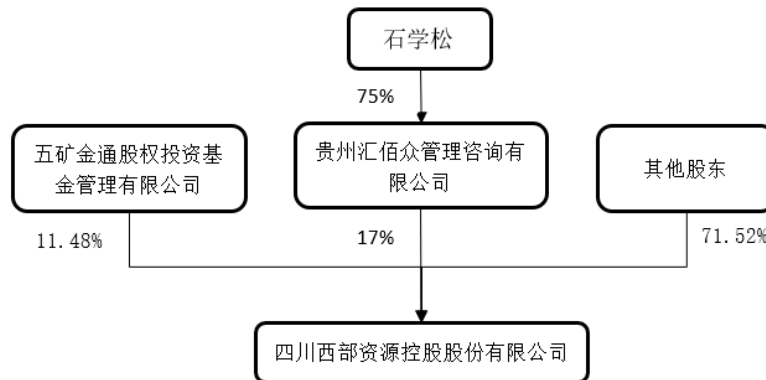 石学松
75%
五矿金通股权投资基
金管理有限公司
贵州汇佰众管理咨询有
限公司
其他股东
11.48%
17%
71.52%
四川西部资源控股股份有限公司